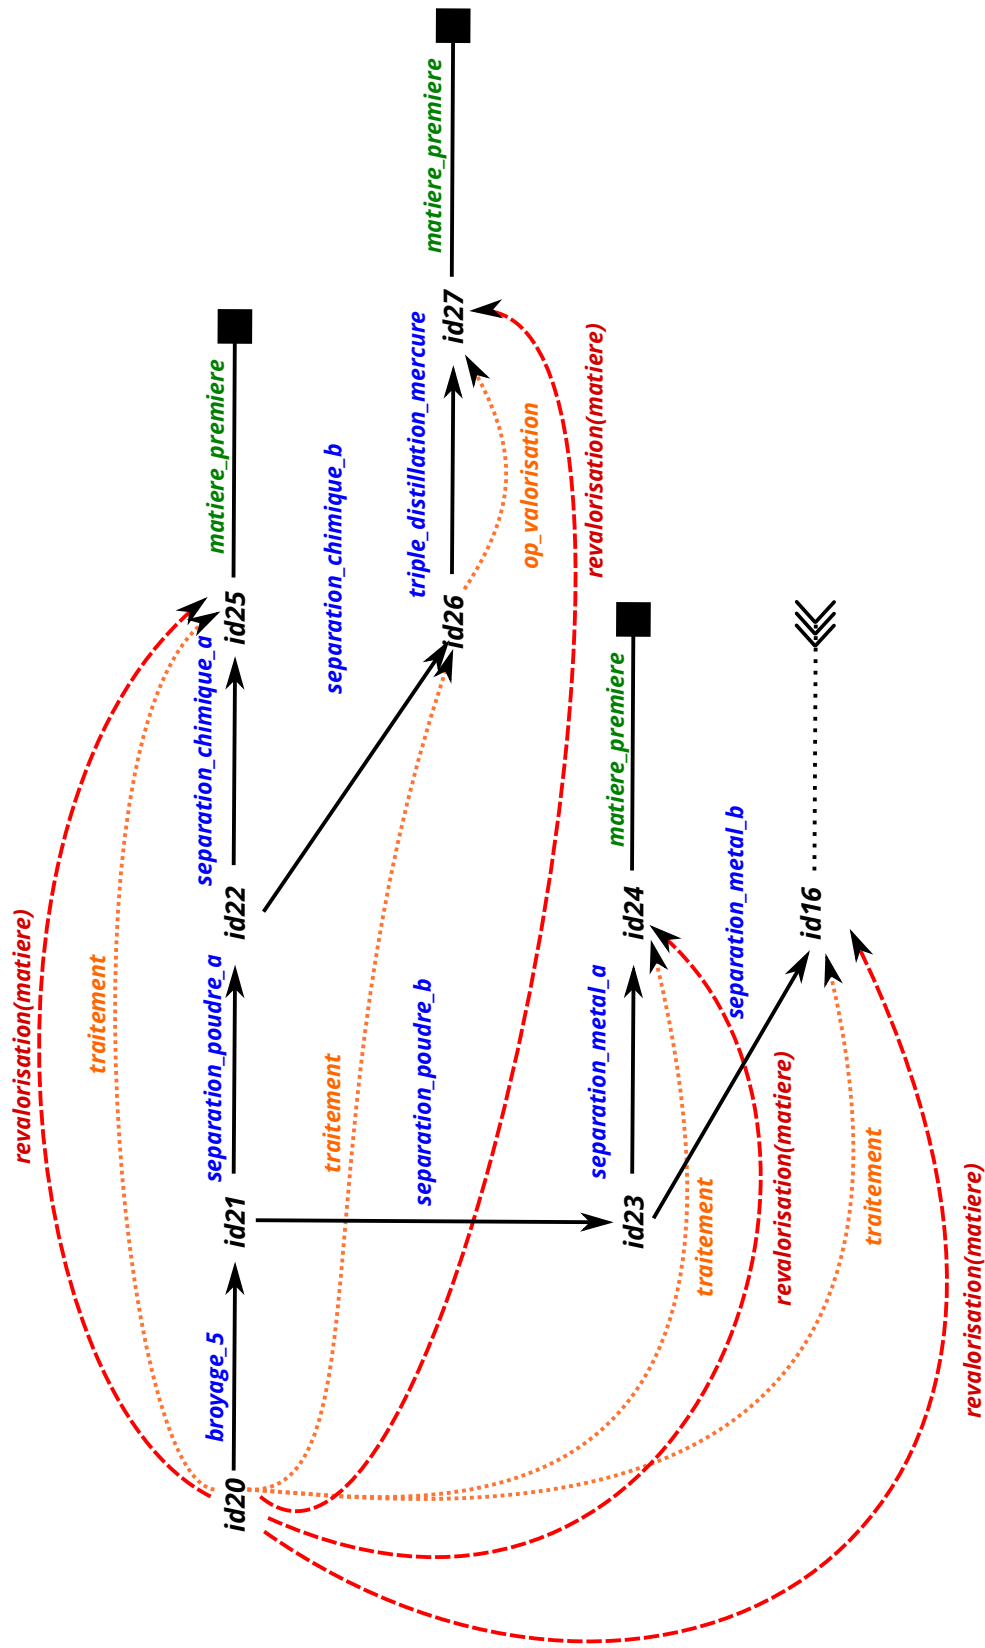 matiere_premiere
id27
triple_distillation_mercure
op_valorisation
revalorisation(matiere)
matiere_premiere
separation_chimique_b
id25
id26
separation_chimique_a
matiere_premiere
id22
id24
id16
separation_metal_b
revalorisation(matiere)
traitement
separation_poudre_a
traitement
separation_poudre_b
separation_metal_a
revalorisation(matiere)
traitement
traitement
revalorisation(matiere)
id21
id23
broyage_5
id20